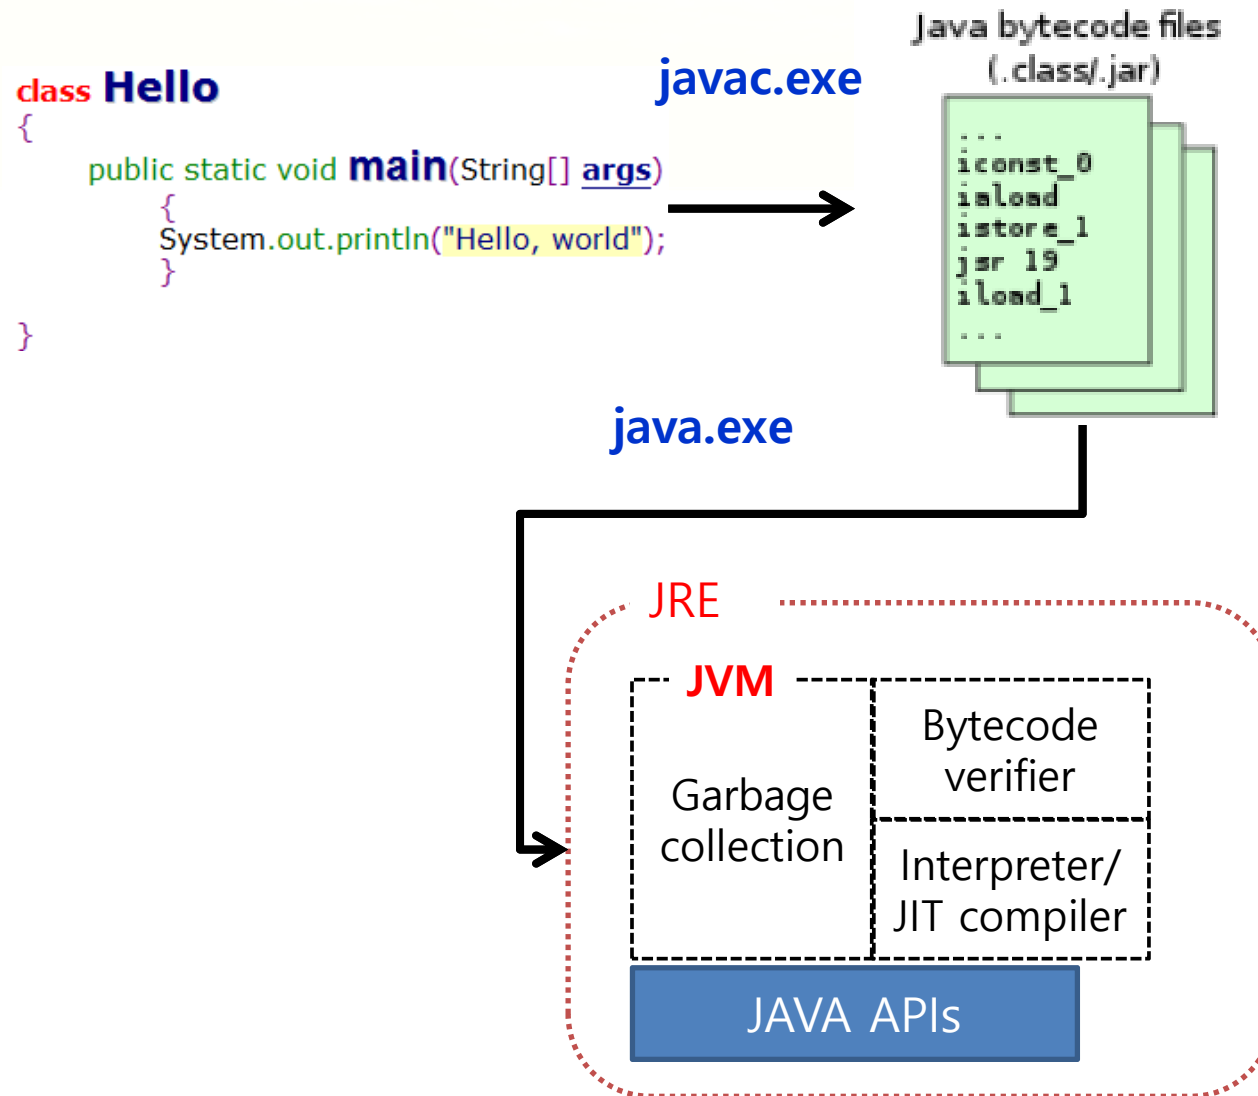 class Hello
{
public static void main(String[] args)
{
System.out.println("Hello, world");
}
}
javac.exe
Java bytecode files
(.class/.jar)
...
iconst_0
iaload
istore_1
jsr 19
iload_1
...
java.exe
JRE
JVM
Garbage
collection
Bytecode
verifier
Interpreter/
JIT compiler
JAVA APIs